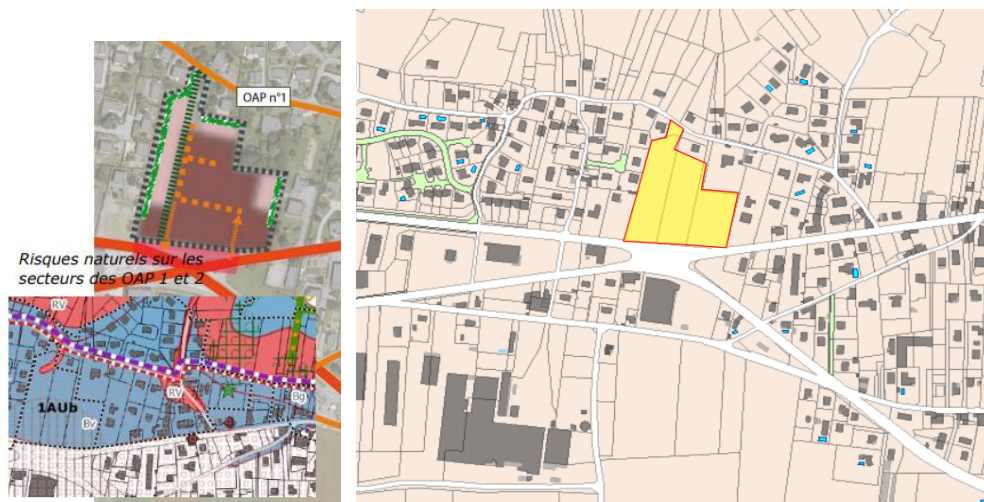 OAP n°1
Risques naturels sur les
secteurs des OAP 1 et 2
RV
RV
1AUb
Bv
Bg